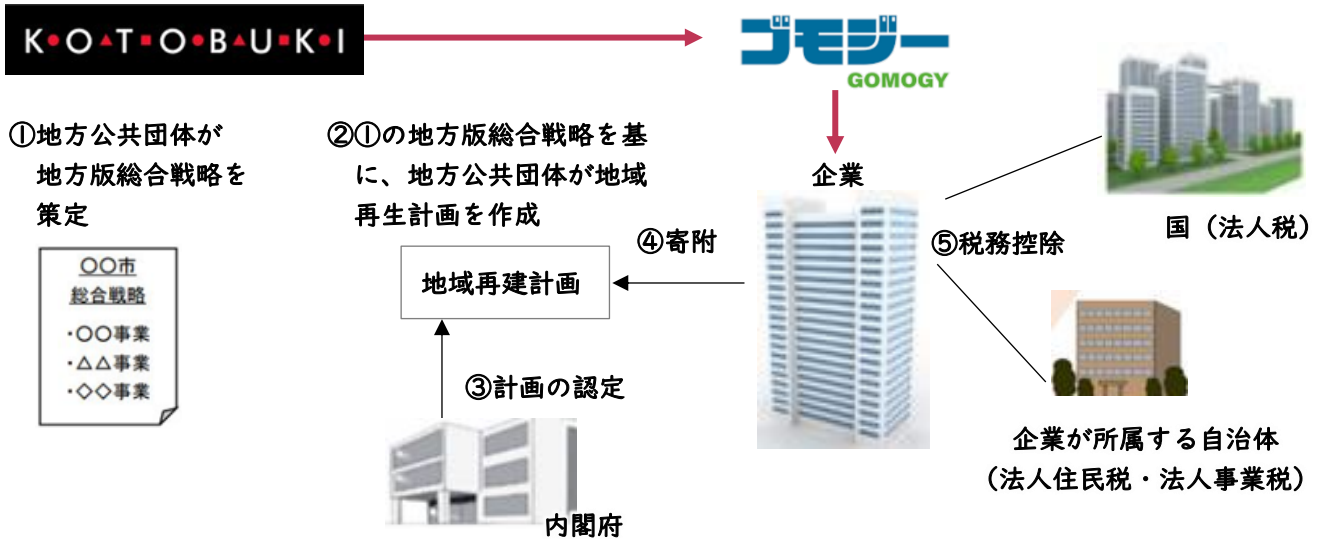 K•O▲T■O•B▲U■K•I
ゴモジー
GOMOGY
①地方公共団体が
地方版総合戦略を
策定
②①の地方版総合戦略を基
に、地方公共団体が地域
再生計画を作成
企業
④寄附
⑤税務控除
国（法人税）
〇〇市
総合戦略
・〇〇事業
・△△事業
・◇◇事業
地域再建計画
③計画の認定
内閣府
企業が所属する自治体
（法人住民税・法人事業税）